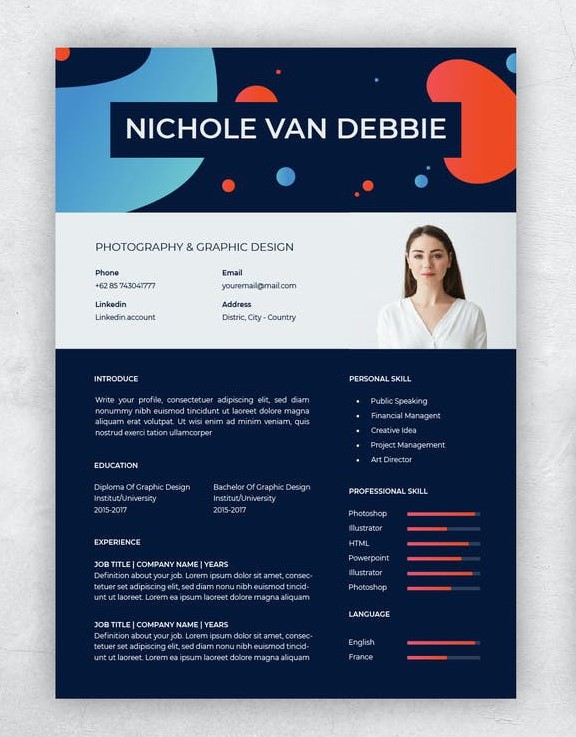 NICHOLE VAN DEBBIE
PHOTOGRAPHY & GRAPHIC DESIGN
Phone
+62 85 743041777
Email
youremail@mail.com
Linkedin
Linkedin.account
Address
Distric, City - Country
INTRODUCE
Write your profile, consectetuer adipiscing elit, sed diam
nonummy nibh euismod tincidunt ut laoreet dolore magna
aliquam erat volutpat. Ut wisi enim ad minim veniam, quis
nostrud exerci tation ullamcorper
EDUCATION
Diploma Of Graphic Design
Institut/University
2015-2017
Bachelor Of Graphic Design
Institut/University
2015-2017
EXPERIENCE
JOB TITLE | COMPANY NAME | YEARS
Definition about your job. Lorem ipsum dolor sit amet, consec-
tetuer set adipiscing elit, sed diam nonu nibh euismod tincid-
unt ut laoreet. Lorem ea ipsum laoreet dolore magna aliquam
JOB TITLE | COMPANY NAME | YEARS
Definition about your job. Lorem ipsum dolor sit amet, consec-
tetuer set adipiscing elit, sed diam nonu nibh euismod tincid-
unt ut laoreet. Lorem ea ipsum laoreet dolore magna aliquam
PERSONAL SKILL
• Public Speaking
• Financial Managent
• Creative Idea
• Project Management
• Art Director
PROFESSIONAL SKILL
Photoshop
Illustrator
HTML
Powerpoint
Illustrator
Photoshop
LANGUAGE
English
France